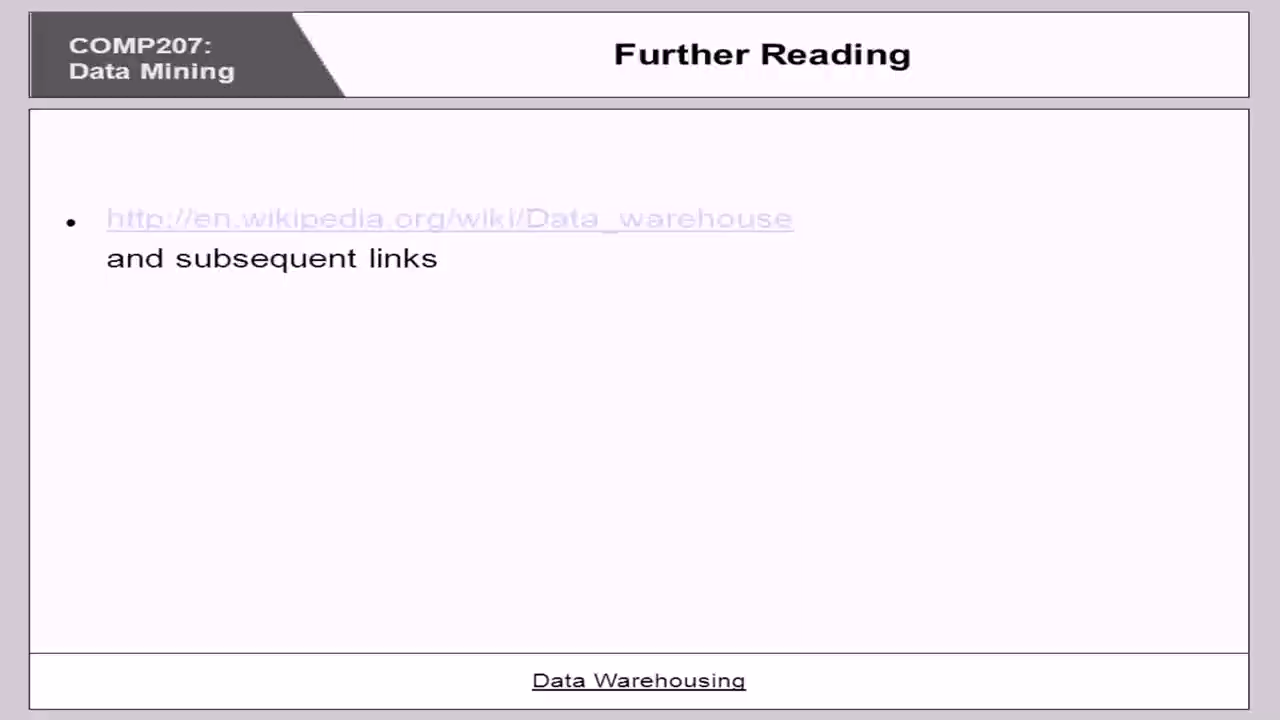 COMP207:
Data Mining
Further Reading
• http://en.wikipedia.org/wiki/Data_warehouse
and subsequent links
Data Warehousing